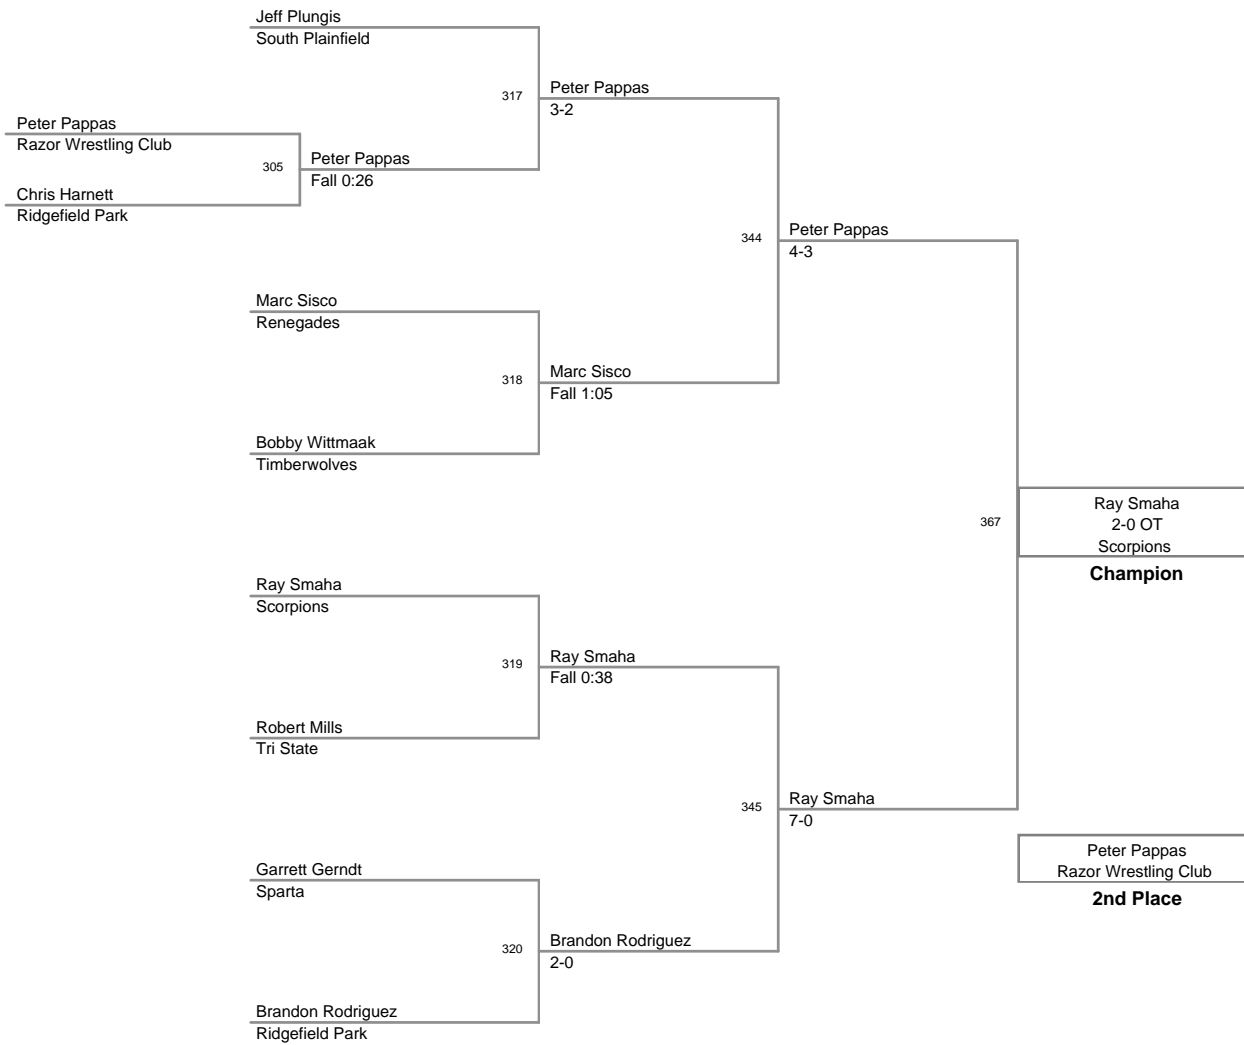 Jeff Plungis
South Plainfield
317
Peter Pappas
3-2
Peter Pappas
Razor Wrestling Club
305
Peter Pappas
Fall 0:26
Chris Harnett
Ridgefield Park
344
Peter Pappas
4-3
Marc Sisco
Renegades
318
Marc Sisco
Fall 1:05
Bobby Wittmaak
Timberwolves
367
Ray Smaha
2-0 OT
Scorpions
Champion
Ray Smaha
Scorpions
319
Ray Smaha
Fall 0:38
Robert Mills
Tri State
345
Ray Smaha
7-0
Peter Pappas
Razor Wrestling Club
2nd Place
Garrett Gerndt
Sparta
320
Brandon Rodriguez
2-0
Brandon Rodriguez
Ridgefield Park